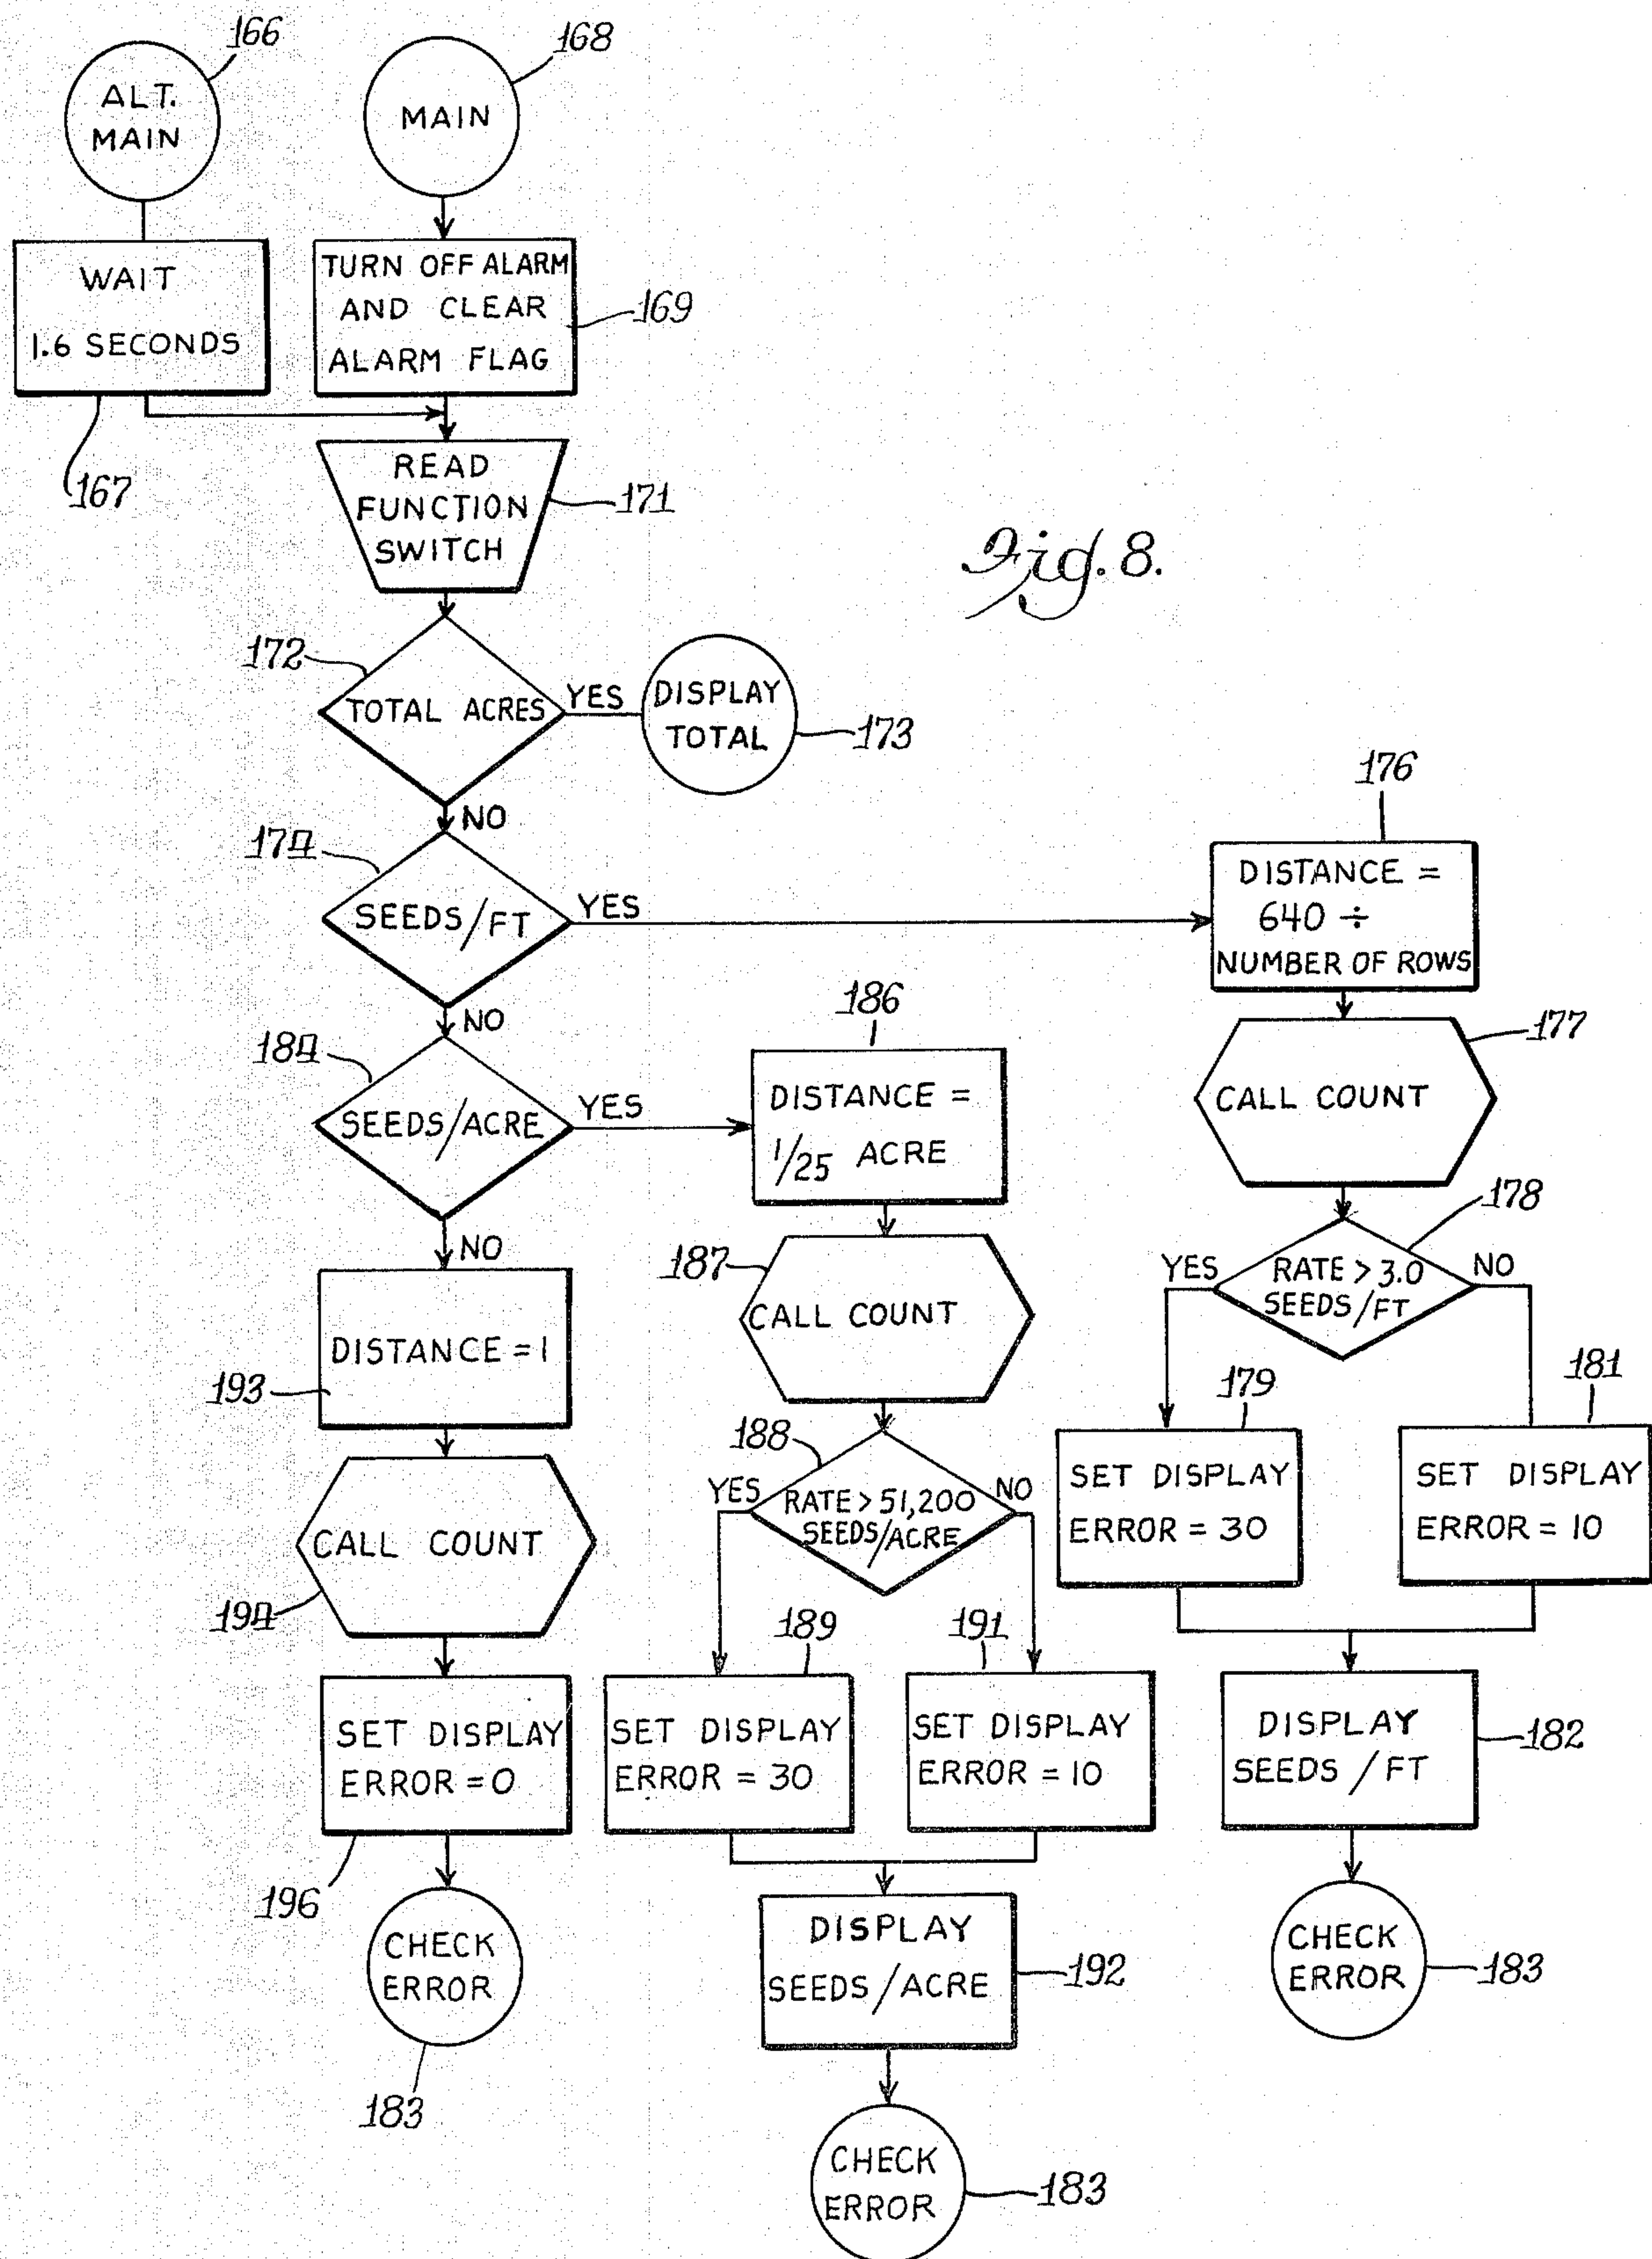 166
ALT.
MAIN
168
MAIN
WAIT
1.6 SECONDS
167
TURN OFF ALARM
AND CLEAR
ALARM FLAG
169
READ
FUNCTION
SWITCH
171
Fig. 8.
172
TOTAL ACRES
YES
DISPLAY
TOTAL
173
NO
174
SEEDS/FT
YES
176
DISTANCE =
640 ÷
NUMBER OF ROWS
NO
184
SEEDS/ACRE
YES
186
DISTANCE =
1/25 ACRE
177
CALL COUNT
178
YES
RATE > 3.0
SEEDS/FT
NO
NO
193
DISTANCE = 1
187
CALL COUNT
179
SET DISPLAY
ERROR = 30
181
SET DISPLAY
ERROR = 10
188
YES
RATE > 51,200
SEEDS/ACRE
NO
CALL COUNT
194
189
SET DISPLAY
ERROR = 30
191
SET DISPLAY
ERROR = 10
DISPLAY
SEEDS / FT
182
SET DISPLAY
ERROR = 0
196
CHECK
ERROR
183
DISPLAY
SEEDS/ACRE
192
CHECK
ERROR
183
CHECK
ERROR
183